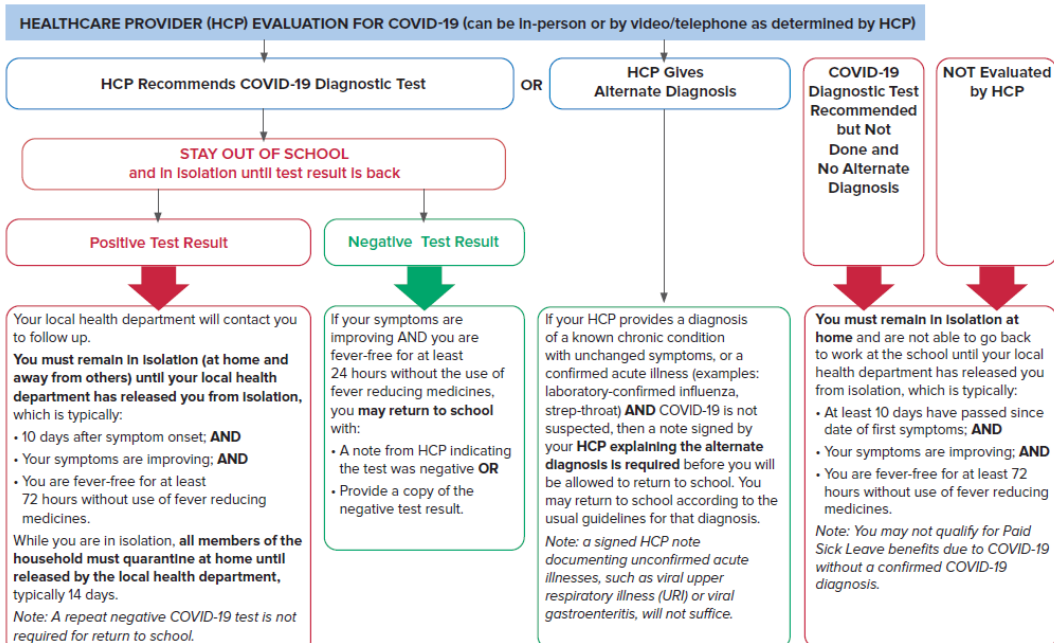 HEALTHCARE PROVIDER (HCP) EVALUATION FOR COVID-19 (can be in-person or by video/telephone as determined by HCP)
HCP Recommends COVID-19 Diagnostic Test
OR
HCP Gives
Alternate Diagnosis
COVID-19
Diagnostic Test
Recommended
but Not
Done and
No Alternate
Diagnosis
NOT Evaluated
by HCP
STAY OUT OF SCHOOL
and in isolation until test result is back
Positive Test Result
Negative Test Result
Your local health department will contact you
to follow up.
You must remain in isolation (at home and
away from others) until your local health
department has released you from isolation,
which is typically:
• 10 days after symptom onset; AND
• Your symptoms are improving; AND
• You are fever-free for at least
72 hours without use of fever reducing
medicines.
While you are in isolation, all members of the
household must quarantine at home until
released by the local health department,
typically 14 days.
Note: A repeat negative COVID-19 test is not
required for return to school.
If your symptoms are
improving AND you are
fever-free for at least
24 hours without the use of
fever reducing medicines,
you may return to school
with:
• A note from HCP indicating
the test was negative OR
• Provide a copy of the
negative test result.
If your HCP provides a diagnosis
of a known chronic condition
with unchanged symptoms, or a
confirmed acute illness (examples:
laboratory-confirmed influenza,
strep-throat) AND COVID-19 is not
suspected, then a note signed by
your HCP explaining the alternate
diagnosis is required before you will
be allowed to return to school. You
may return to school according to the
usual guidelines for that diagnosis.
Note: a signed HCP note
documenting unconfirmed acute
illnesses, such as viral upper
respiratory illness (URI) or viral
gastroenteritis, will not suffice.
You must remain in isolation at
home and are not able to go back
to work at the school until your local
health department has released you
from isolation, which is typically:
• At least 10 days have passed since
date of first symptoms; AND
• Your symptoms are improving; AND
• You are fever-free for at least 72
hours without use of fever reducing
medicines.
Note: You may not qualify for Paid
Sick Leave benefits due to COVID-19
without a confirmed COVID-19
diagnosis.